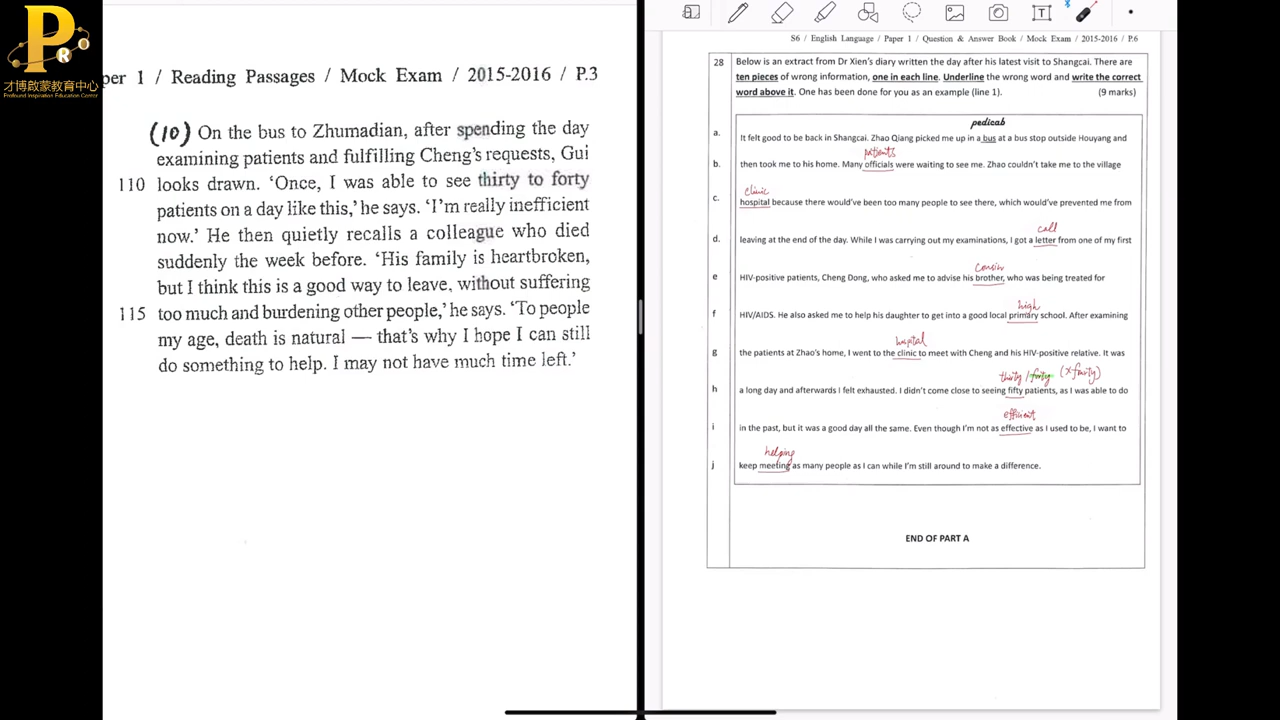 PRO
才博啟蒙教育中心
Profound Inspiration Education Center
per 1 / Reading Passages / Mock Exam / 2015-2016 / P.3
(10) On the bus to Zhumadian, after spending the day
examining patients and fulfilling Cheng's requests, Gui
110 looks drawn. 'Once, I was able to see thirty to forty
patients on a day like this,' he says. 'I'm really inefficient
now.' He then quietly recalls a colleague who died
suddenly the week before. 'His family is heartbroken,
but I think this is a good way to leave, without suffering
115 too much and burdening other people,' he says. 'To people
my age, death is natural — that's why I hope I can still
do something to help. I may not have much time left.'
T
S6 / English Language / Paper 1 / Question & Answer Book / Mock Exam / 2015-2016 / P.6
28 Below is an extract from Dr Xien's diary written the day after his latest visit to Shangcai. There are
ten pieces of wrong information, one in each line. Underline the wrong word and write the correct
word above it. One has been done for you as an example (line 1). (9 marks)
pedicab
a. It felt good to be back in Shangcai. Zhao Qiang picked me up in a bus at a bus stop outside Houyang and
patients
b. then took me to his home. Many officials were waiting to see me. Zhao couldn't take me to the village
clinic
c. hospital because there would've been too many people to see there, which would've prevented me from
call
d. leaving at the end of the day. While I was carrying out my examinations, I got a letter from one of my first
e HIV-positive patients, Cheng Dong, who asked me to advise his brother, who was being treated for
high
f HIV/AIDS. He also asked me to help his daughter to get into a good local primary school. After examining
hospital
g the patients at Zhao's home, I went to the clinic to meet with Cheng and his HIV-positive relative. It was
thirty / forty (x fourty)
h a long day and afterwards I felt exhausted. I didn't come close to seeing fifty patients, as I was able to do
efficient
i in the past, but it was a good day all the same. Even though I'm not as effective as I used to be, I want to
helping
j keep meeting as many people as I can while I'm still around to make a difference.
END OF PART A